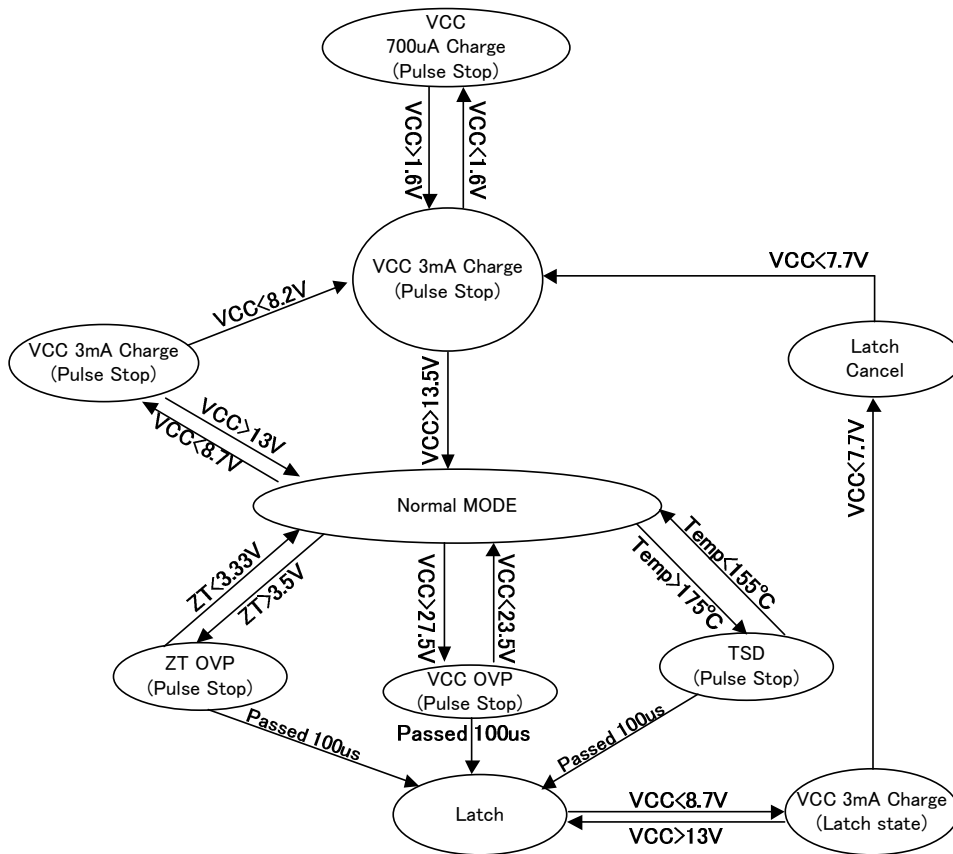 VCC
700uA Charge
(Pulse Stop)
VCC>1.6V
VCC<1.6V
VCC 3mA Charge
(Pulse Stop)
VCC<7.7V
VCC<8.2V
VCC 3mA Charge
(Pulse Stop)
Latch
Cancel
VCC>13V
VCC<8.7V
VCC>13.5V
VCC<7.7V
Normal MODE
ZT<3.33V
ZT>3.5V
VCC>27.5V
VCC<23.5V
Temp<155℃
Temp>175℃
ZT OVP
(Pulse Stop)
VCC OVP
(Pulse Stop)
TSD
(Pulse Stop)
Passed 100us
Passed 100us
Passed 100us
Latch
VCC<8.7V
VCC>13V
VCC 3mA Charge
(Latch state)